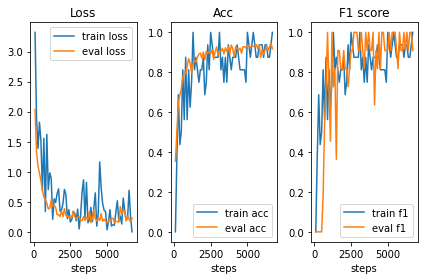 Loss
Acc
F1 score
3.5
3.0
2.5
2.0
1.5
1.0
0.5
0.0
train loss
eval loss
0
2500
5000
steps
1.0
0.8
0.6
0.4
0.2
0.0
train acc
eval acc
0
2500
5000
steps
1.0
0.8
0.6
0.4
0.2
0.0
train f1
eval f1
0
2500
5000
steps